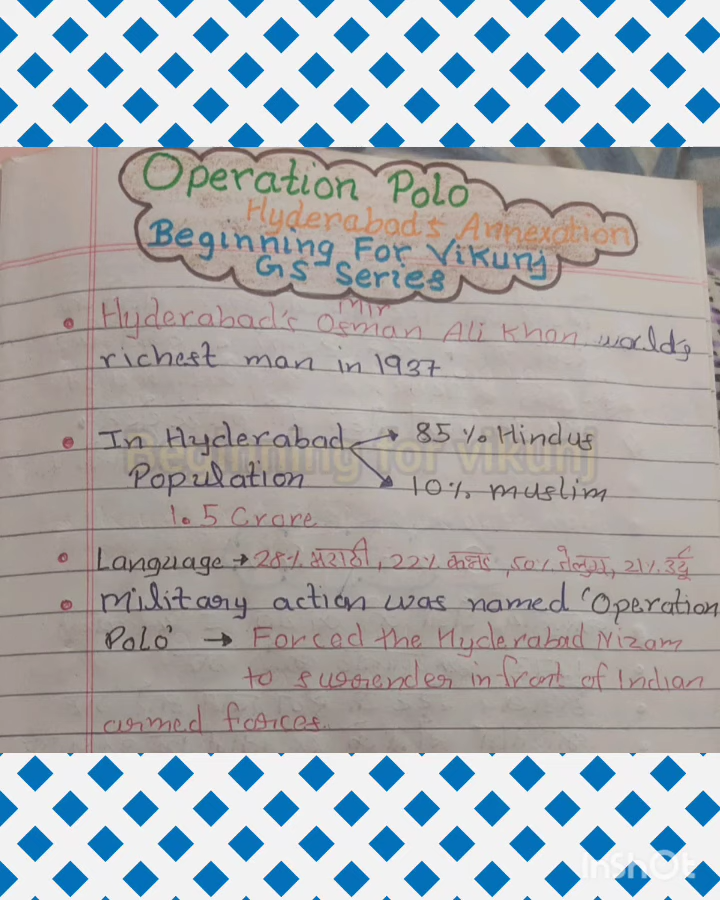 Operation Polo
Hyderabad's Annexation
Beginning For Vikunj
GS Series
Mir
• Hyderabad's Osman Ali Khan world's
richest man in 1937
• In Hyderabad → 85% Hindus
Population → 10% muslim
1.5 Crore
• Language → 28% मराठी, 22% कन्नड, 50% तेलुगु, 21% उर्दू
• military action was named 'Operation
Polo' → Forced the Hyderabad Nizam
to surrender in front of Indian
armed forces.
Beginning for vikunj
InShOt